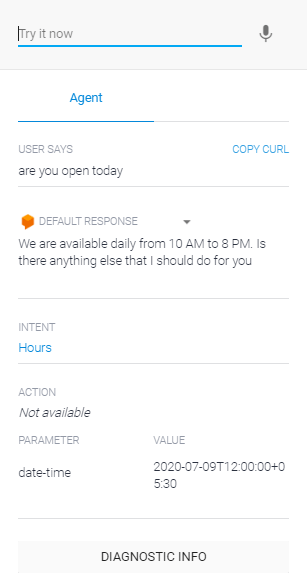 Try it now
Agent
USER SAYS COPY CURL
are you open today
DEFAULT RESPONSE
We are available daily from 10 AM to 8 PM. Is
there anything else that I should do for you
INTENT
Hours
ACTION
Not available
PARAMETER VALUE
date-time 2020-07-09T12:00:00+0
5:30
DIAGNOSTIC INFO